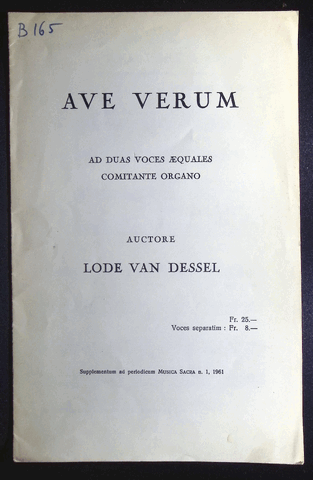 B 165
AVE VERUM
AD DUAS VOCES ÆQUALES
COMITANTE ORGANO
AUCTORE
LODE VAN DESSEL
Fr. 25.—
Voces separatim : Fr. 8.—
Supplementum ad periodicum MUSICA SACRA n. 1, 1961